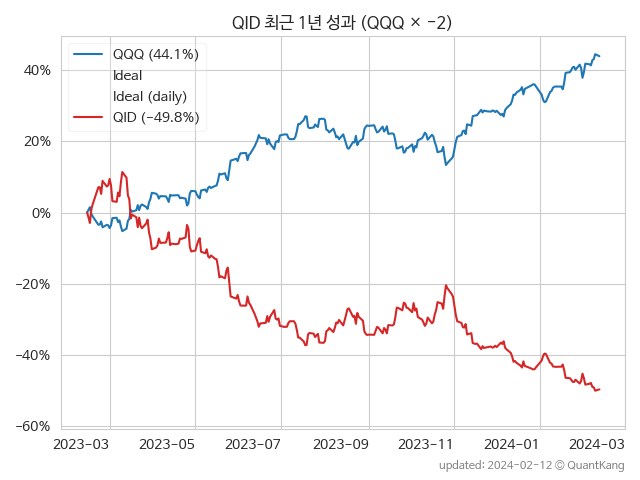 QID 최근 1년 성과 (QQQ × −2)
QQQ (44.1%)
Ideal
Ideal (daily)
QID (−49.8%)
40%
20%
0%
−20%
−40%
−60%
2023−03 2023−05 2023−07 2023−09 2023−11 2024−01 2024−03
updated: 2024−02−12 © QuantKang